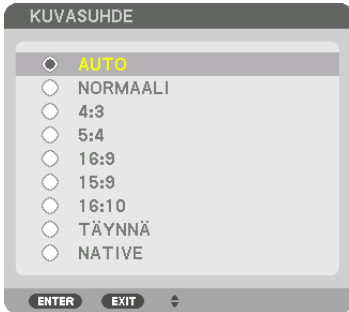 KUVASUHDE
AUTO
NORMAALI
4:3
5:4
16:9
15:9
16:10
TÄYNNÄ
NATIVE
ENTER EXIT